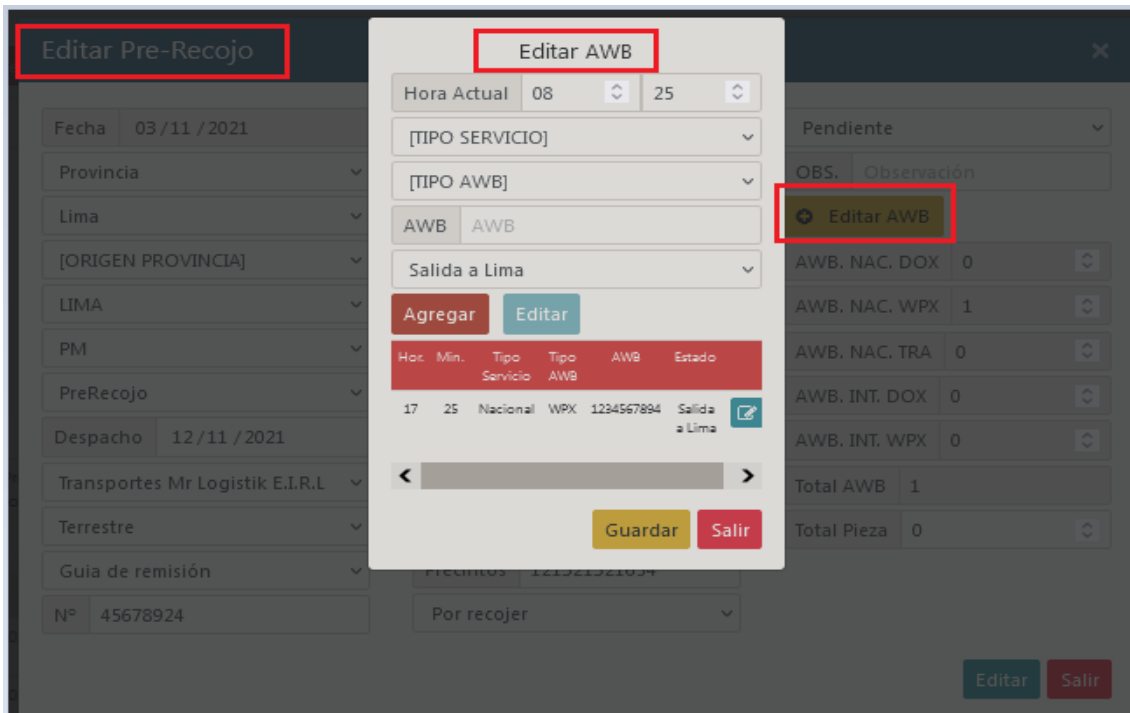 Editar Pre-Recojo
Fecha 03/11/2021
Provincia
Lima
[ORIGEN PROVINCIA]
LIMA
PM
PreRecojo
Despacho 12/11/2021
Transportes Mr Logistik E.I.R.L
Terrestre
Guia de remisión
Nº 45678924
Editar AWB
Hora Actual 08 25
[TIPO SERVICIO]
[TIPO AWB]
AWB AWB
Salida a Lima
Agregar Editar
Hor. Min. Tipo Servicio Tipo AWB AWB Estado
17 25 Nacional WPX 1234567894 Salida a Lima
Guardar Salir
Precintos
Por recojer
Pendiente
OBS. Observación
Editar AWB
AWB. NAC. DOX 0
AWB. NAC. WPX 1
AWB. NAC. TRA 0
AWB. INT. DOX 0
AWB. INT. WPX 0
Total AWB 1
Total Pieza 0
Editar Salir